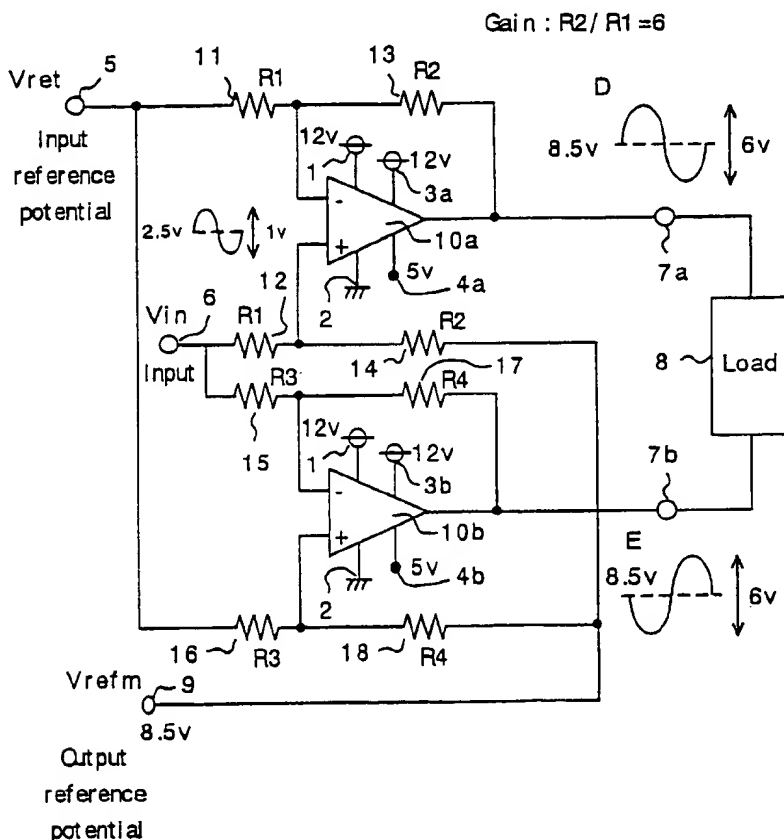 Gain : R2/ R1=6
11
13
5
Vret
R1
R2
D
Input
reference
potential
12v
12v
1
3a
8.5v
6v
2.5v
1v
-
+
10a
7a
5v
4a
2
12
6
Vin
R1
R2
14
17
8
Load
Input
R3
R4
15
12v
12v
1
3b
7b
-
+
10b
E
5v
4b
2
8.5v
6v
16
R3
18
R4
Vrefm
9
8.5v
Output
reference
potential